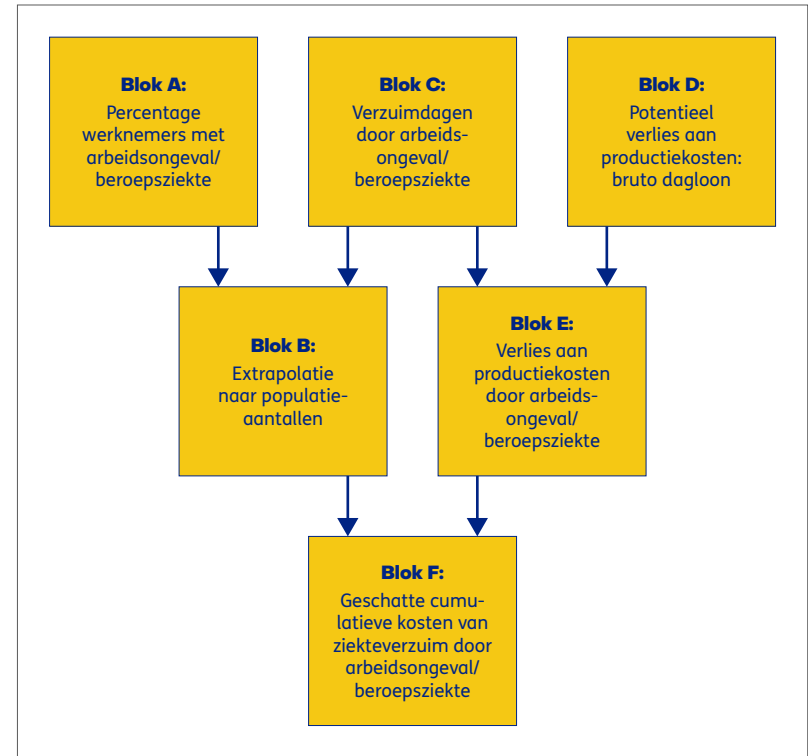 Blok A:
Percentage
werknemers met
arbeidsongeval/
beroepsziekte
Blok C:
Verzuimdagen
door arbeids-
ongeval/
beroepsziekte
Blok D:
Potentieel
verlies aan
productiekosten:
bruto dagloon
Blok B:
Extrapolatie
naar populatie-
aantallen
Blok E:
Verlies aan
productiekosten
door arbeids-
ongeval/
beroepsziekte
Blok F:
Geschatte cumu-
latieve kosten van
ziekteverzuim door
arbeidsongeval/
beroepsziekte